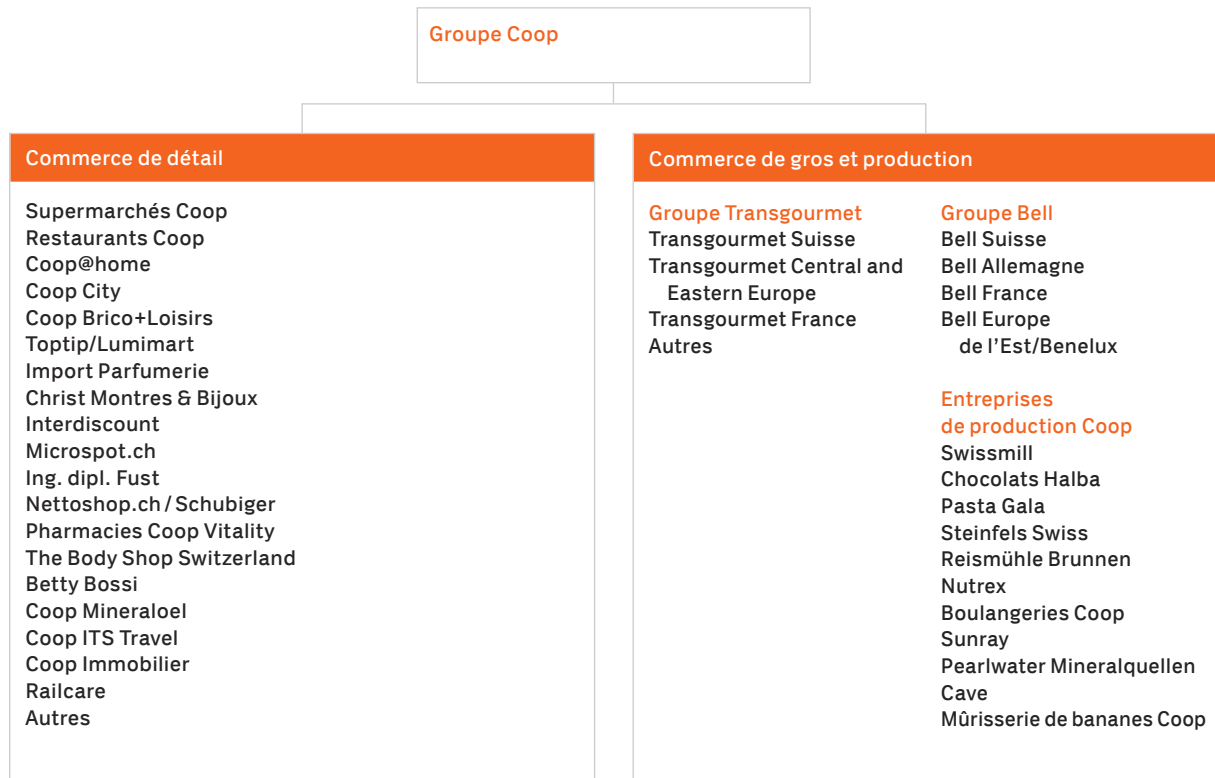 Groupe Coop
Commerce de détail
Supermarchés Coop
Restaurants Coop
Coop@home
Coop City
Coop Brico+Loisirs
Toptip/Lumimart
Import Parfumerie
Christ Montres & Bijoux
Interdiscount
Microspot.ch
Ing. dipl. Fust
Nettoshop.ch / Schubiger
Pharmacies Coop Vitality
The Body Shop Switzerland
Betty Bossi
Coop Mineraloel
Coop ITS Travel
Coop Immobilier
Railcare
Autres
Commerce de gros et production
Groupe Transgourmet
Transgourmet Suisse
Transgourmet Central and
Eastern Europe
Transgourmet France
Autres
Groupe Bell
Bell Suisse
Bell Allemagne
Bell France
Bell Europe
de l’Est/Benelux
Entreprises
de production Coop
Swissmill
Chocolats Halba
Pasta Gala
Steinfels Swiss
Reismühle Brunnen
Nutrex
Boulangeries Coop
Sunray
Pearlwater Mineralquellen
Cave
Mûrisserie de bananes Coop